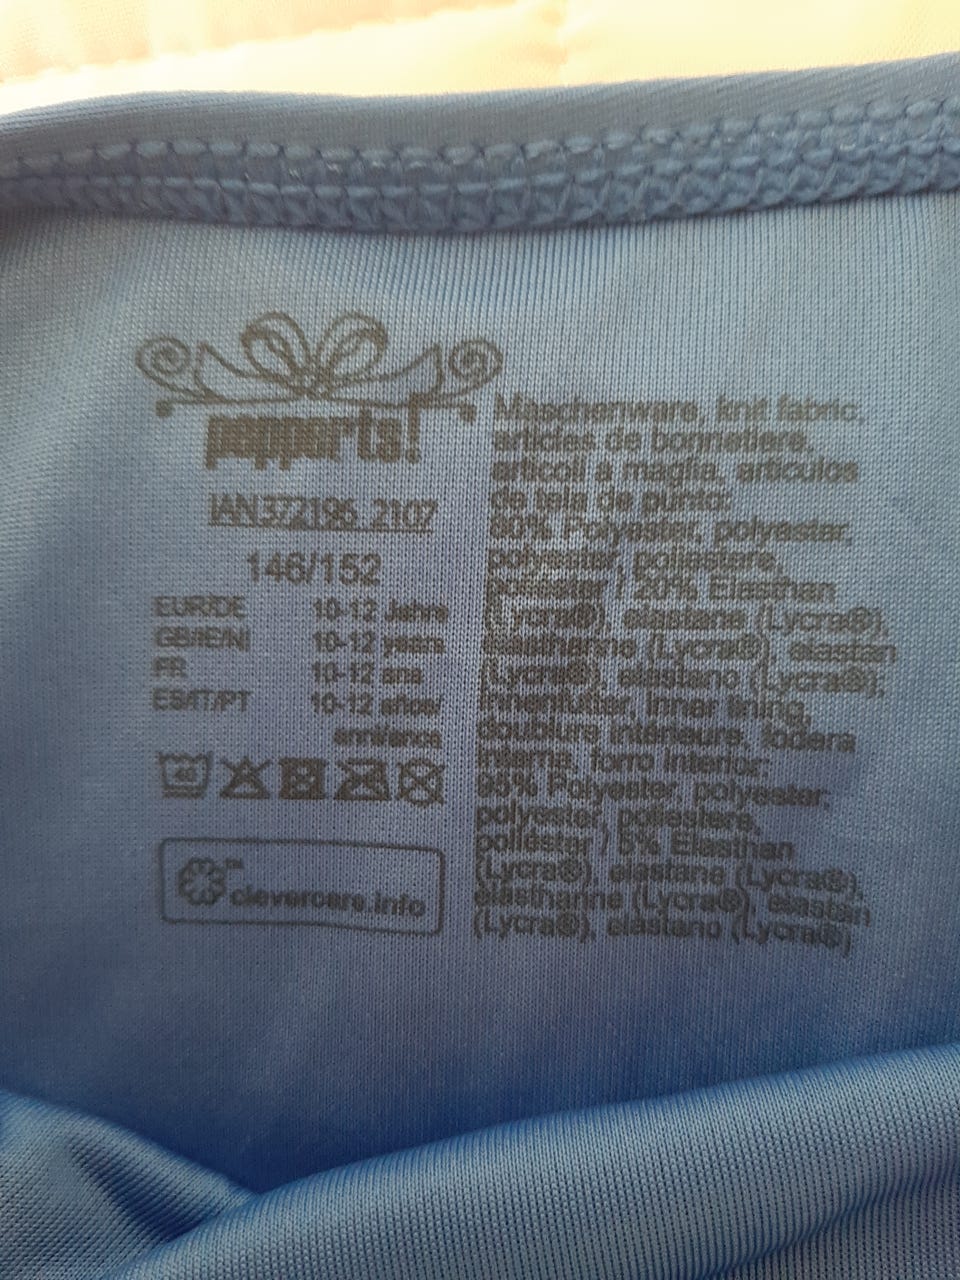 pepperts!
IAN 372196 2107
146/152
EUR/DE 10-12 Jahre
GB/IE/NI 10-12 years
FR 10-12 ans
ES/IT/PT 10-12 años/
anni/anos
40
clevercare.info
Maschenware, knit fabric,
articles de bonneterie,
articoli a maglia, artículos
de tela de punto:
80% Polyester, polyester,
polyester, poliestere,
poliéster / 20% Elasthan
(Lycra®), elastane (Lycra®),
élasthanne (Lycra®), elastan
(Lycra®), elastano (Lycra®);
Innenfutter, Inner lining,
doublure intérieure, fodera
interna, forro interior:
95% Polyester, polyester,
polyester, poliestere,
poliéster / 5% Elasthan
(Lycra®), elastane (Lycra®),
élasthanne (Lycra®), elastan
(Lycra®), elastano (Lycra®)